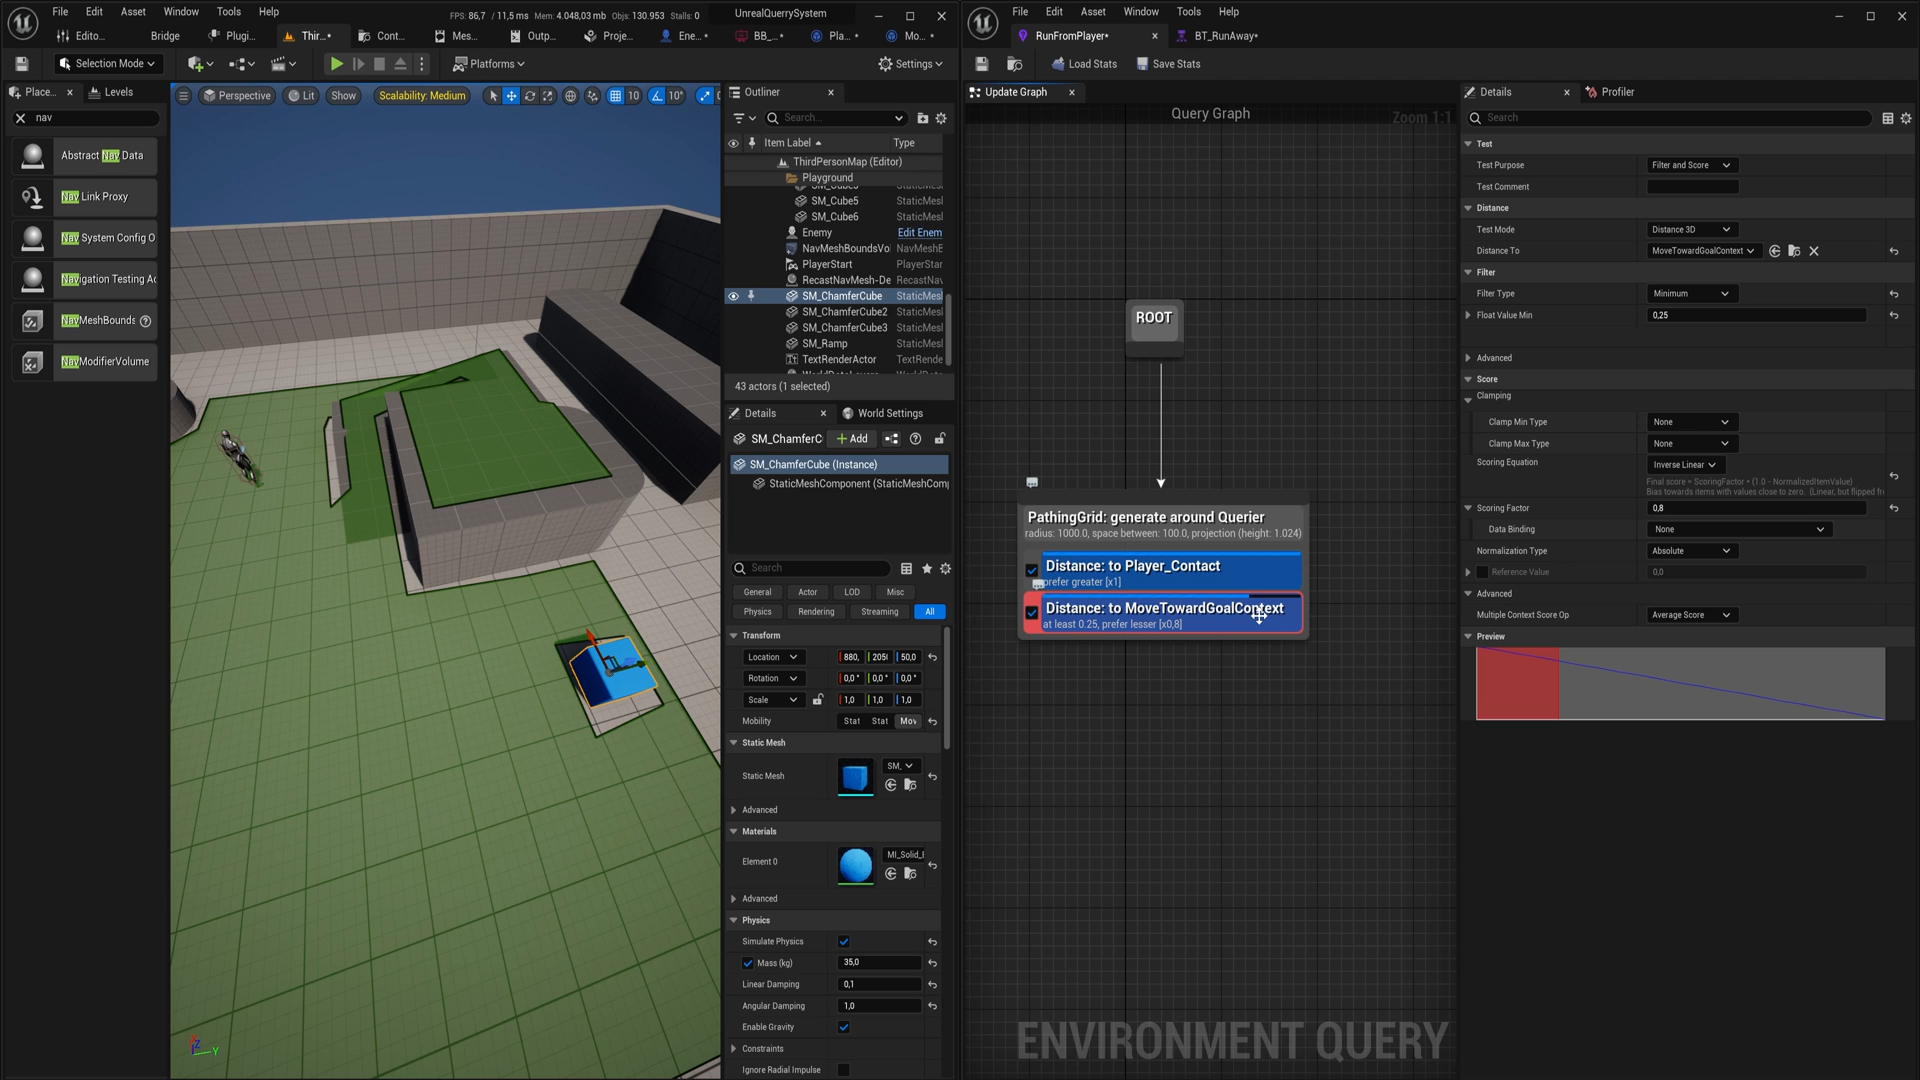 File Edit Asset Window Tools Help
FPS: 86,7 / 11,5 ms Mem: 4.048,03 mb Objs: 130.953 Stalls: 0
UnrealQuerrySystem
Edito... Bridge Plugi... Thir...* Cont... Mes... Outp... Proje... Ene...* BB_...* Pla...* Mo...*
Selection Mode Platforms Settings
Place... Levels
nav
Abstract Nav Data
Nav Link Proxy
Nav System Config O
Navigation Testing Ac
NavMeshBounds
NavModifierVolume
Perspective Lit Show Scalability: Medium 10 10°
Outliner
Search...
Item Label Type
ThirdPersonMap (Editor)
Playground
SM_Cube5 StaticMesl
SM_Cube6 StaticMesl
Enemy Edit Enem
NavMeshBoundsVo NavMeshE
PlayerStart PlayerStar
RecastNavMesh-De RecastNav
SM_ChamferCube StaticMesl
SM_ChamferCube2 StaticMesl
SM_ChamferCube3 StaticMesl
SM_Ramp StaticMesl
TextRenderActor TextRende
43 actors (1 selected)
Details World Settings
SM_ChamferC Add
SM_ChamferCube (Instance)
StaticMeshComponent (StaticMeshComp
Search
General Actor LOD Misc
Physics Rendering Streaming All
Transform
Location 880, 205( 50,0
Rotation 0,0 ° 0,0 ° 0,0 °
Scale 1,0 1,0 1,0
Mobility Stat Stat Mov
Static Mesh
Static Mesh SM_
Advanced
Materials
Element 0 MI_Solid_E
Advanced
Physics
Simulate Physics
Mass (kg) 35,0
Linear Damping 0,1
Angular Damping 1,0
Enable Gravity
Constraints
Ignore Radial Impulse
Z Y
File Edit Asset Window Tools Help
RunFromPlayer* BT_RunAway*
Load Stats Save Stats
Update Graph
Query Graph
Zoom 1:1
ROOT
PathingGrid: generate around Querier
radius: 1000.0, space between: 100.0, projection (height: 1.024)
Distance: to Player_Contact
prefer greater [x1]
Distance: to MoveTowardGoalContext
at least 0.25, prefer lesser [x0,8]
ENVIRONMENT QUERY
Details Profiler
Search
Test
Test Purpose Filter and Score
Test Comment
Distance
Test Mode Distance 3D
Distance To MoveTowardGoalContext
Filter
Filter Type Minimum
Float Value Min 0,25
Advanced
Score
Clamping
Clamp Min Type None
Clamp Max Type None
Scoring Equation Inverse Linear
Final score = ScoringFactor * (1.0 - NormalizedItemValue)
Bias towards items with values close to zero. (Linear, but flipped fr
Scoring Factor 0,8
Data Binding None
Normalization Type Absolute
Reference Value 0,0
Advanced
Multiple Context Score Op Average Score
Preview